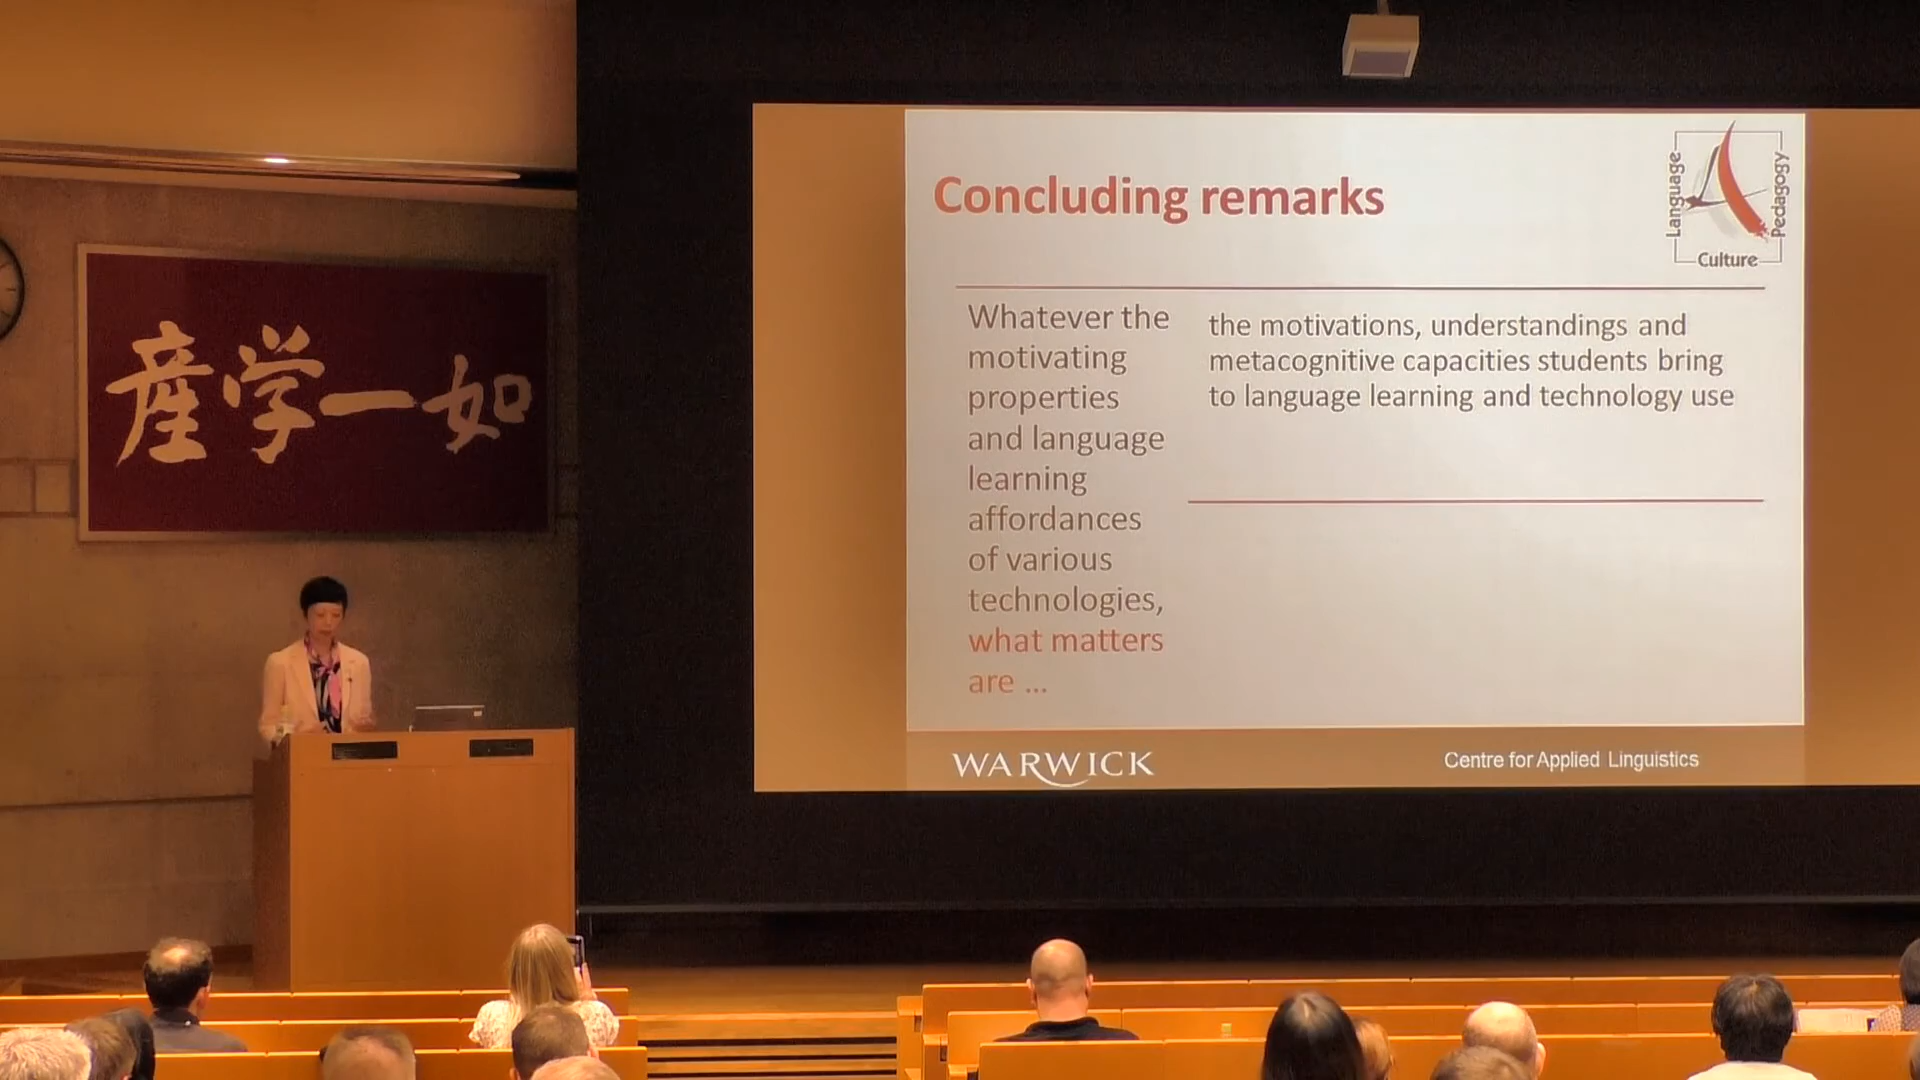 産学一如
Concluding remarks
Language
Pedagogy
Culture
Whatever the
motivating
properties
and language
learning
affordances
of various
technologies,
what matters
are ...
the motivations, understandings and
metacognitive capacities students bring
to language learning and technology use
WARWICK
Centre for Applied Linguistics